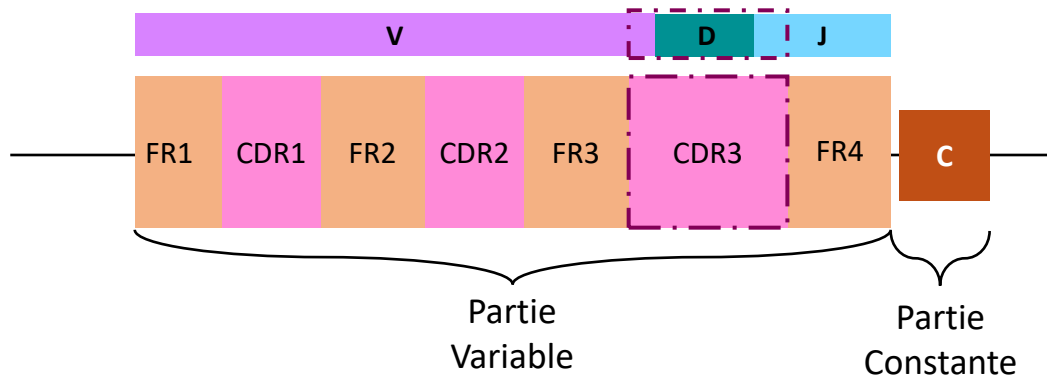 V D J
FR1 CDR1 FR2 CDR2 FR3 CDR3 FR4 C
Partie
Variable
Partie
Constante